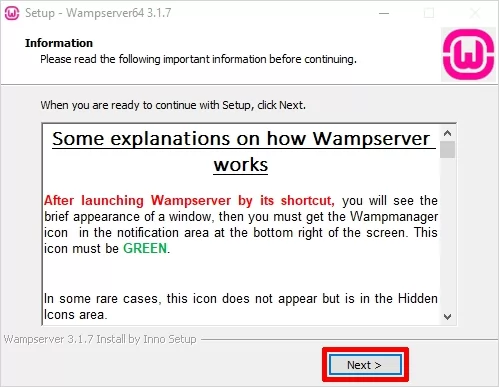 Setup - Wampserver64 3.1.7
Information
Please read the following important information before continuing.
When you are ready to continue with Setup, click Next.
Some explanations on how Wampserver
works
After launching Wampserver by its shortcut, you will see the
brief appearance of a window, then you must get the Wampmanager
icon in the notification area at the bottom right of the screen. This
icon must be GREEN.
In some rare cases, this icon does not appear but is in the Hidden
Icons area.
Wampserver 3.1.7 Install by Inno Setup
Next >